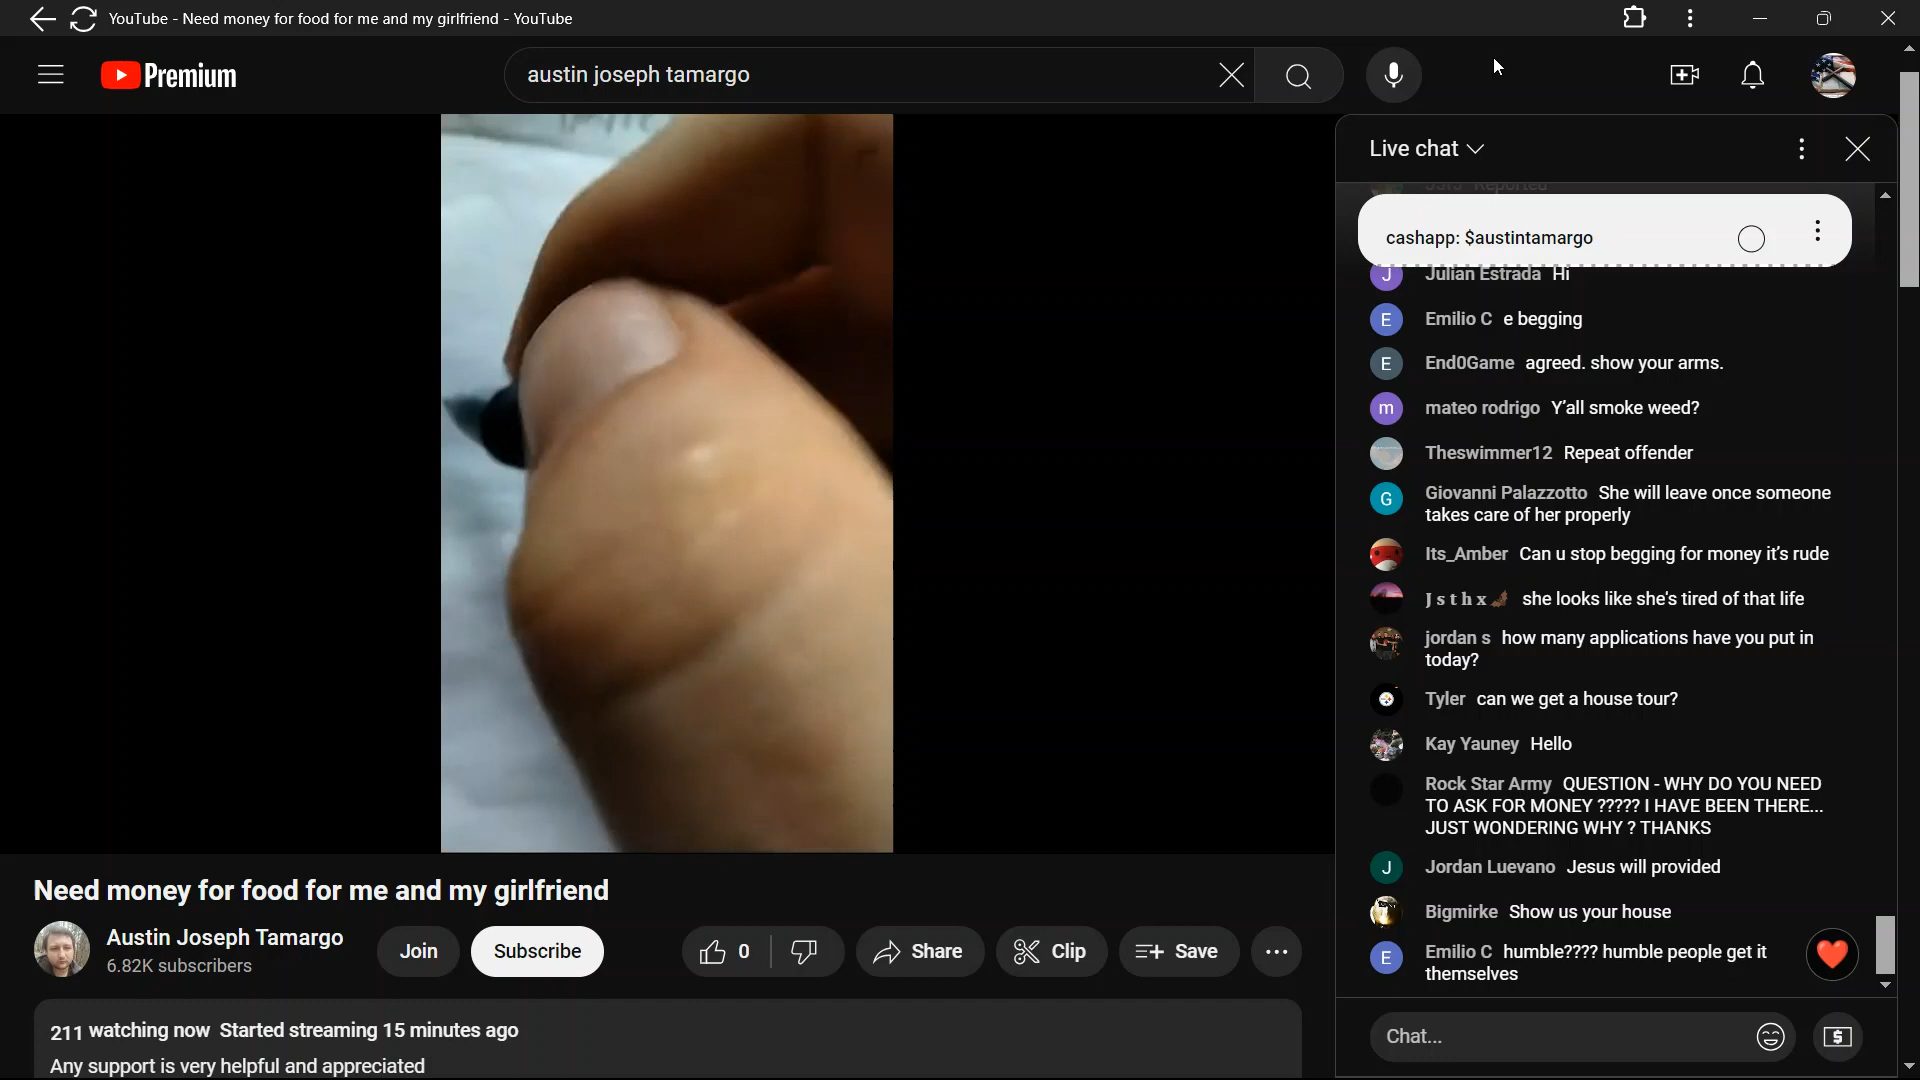 YouTube - Need money for food for me and my girlfriend - YouTube
Premium
austin joseph tamargo
Live chat
Reported
cashapp: $austintamargo
Julian Estrada Hi
Emilio C e begging
End0Game agreed. show your arms.
mateo rodrigo Y'all smoke weed?
Theswimmer12 Repeat offender
Giovanni Palazzotto She will leave once someone
takes care of her properly
Its_Amber Can u stop begging for money it's rude
J s t h x she looks like she's tired of that life
jordan s how many applications have you put in
today?
Tyler can we get a house tour?
Kay Yauney Hello
Rock Star Army QUESTION - WHY DO YOU NEED
TO ASK FOR MONEY ????? I HAVE BEEN THERE...
JUST WONDERING WHY ? THANKS
Jordan Luevano Jesus will provided
Bigmirke Show us your house
Emilio C humble???? humble people get it
themselves
Chat...
Need money for food for me and my girlfriend
Austin Joseph Tamargo
6.82K subscribers
Join
Subscribe
0
Share
Clip
Save
211 watching now Started streaming 15 minutes ago
Any support is very helpful and appreciated